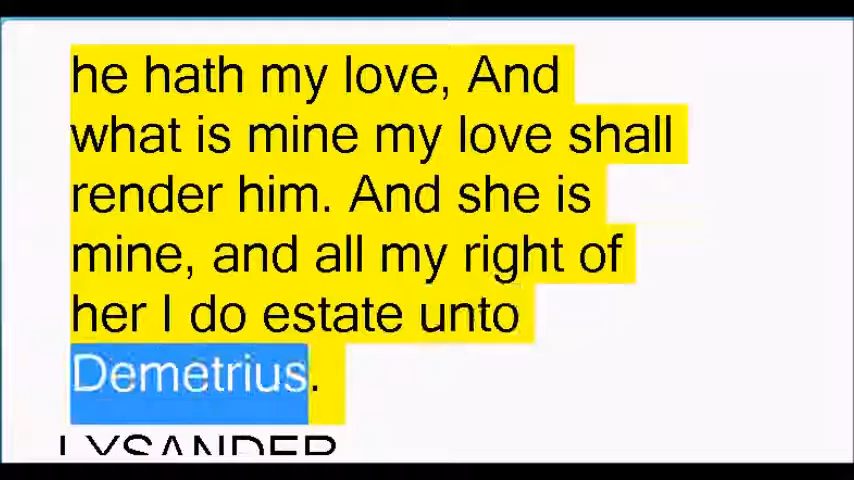 he hath my love, And
what is mine my love shall
render him. And she is
mine, and all my right of
her I do estate unto
Demetrius.
LYSANDER